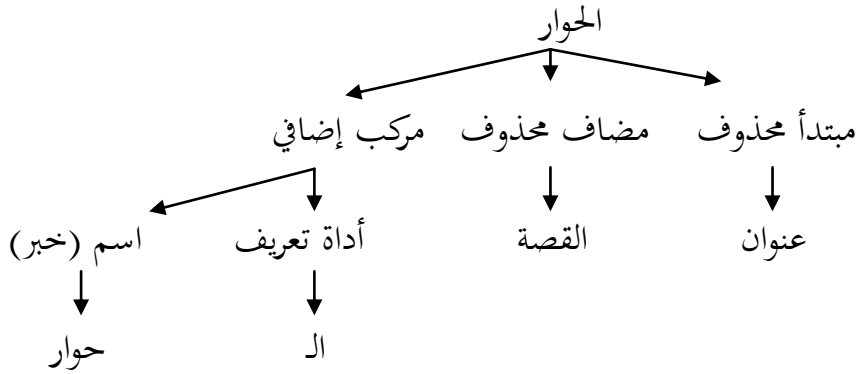 الحوار
مبتدأ محذوف مضاف محذوف مركب إضافي
عنوان القصة أداة تعريف اسم (خبر)
الـ حوار